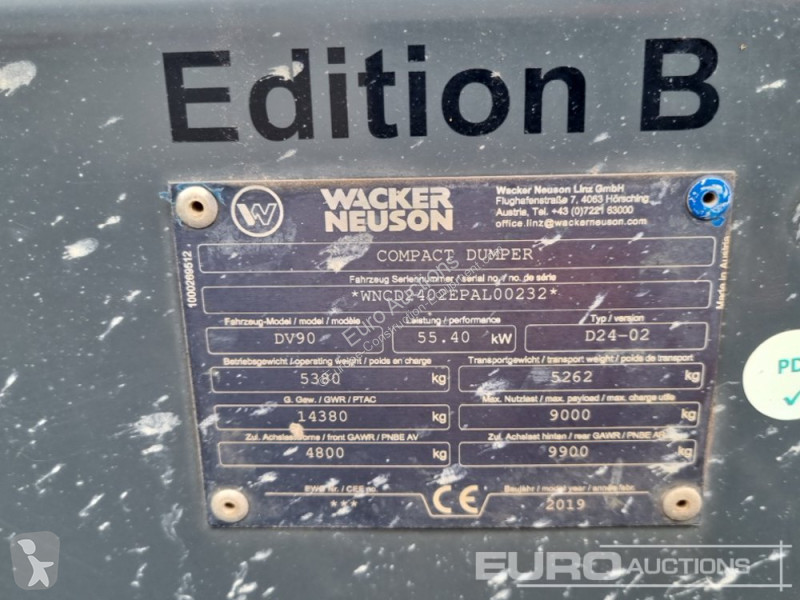 Edition B
WACKER
NEUSON
Wacker Neuson Linz GmbH
Flughafenstraße 7, 4063 Hörsching
Austria, Tel. +43 (0)7221 63000
office.linz@wackerneuson.com
COMPACT DUMPER
Fahrzeug Seriennummer / serial no. / no. de série
*WNCD2402EPAL00232*
Fahrzeug-Model / model / modèle
Leistung / performance
Typ / version
DV90
55.40 kW
D24-02
Betriebsgewicht / operating weight / poids en charge
Transportgewicht / transport weight / poids de transport
5380 kg
5262 kg
G. Gew. / GWR / PTAC
Max. Nutzlast / max. payload / max. charge utile
14380 kg
9000 kg
Zul. Achslast vorne / front GAWR / PNBE AV
Zul. Achslast hinten / rear GAWR / PNBE
4800 kg
9900 kg
EWG Nr. / CEE no.
CE
Baujahr / model year / année fabr.
***
2019
1000269512
Made in Austria
PD
Euro Auctions
EUROAUCTIONS